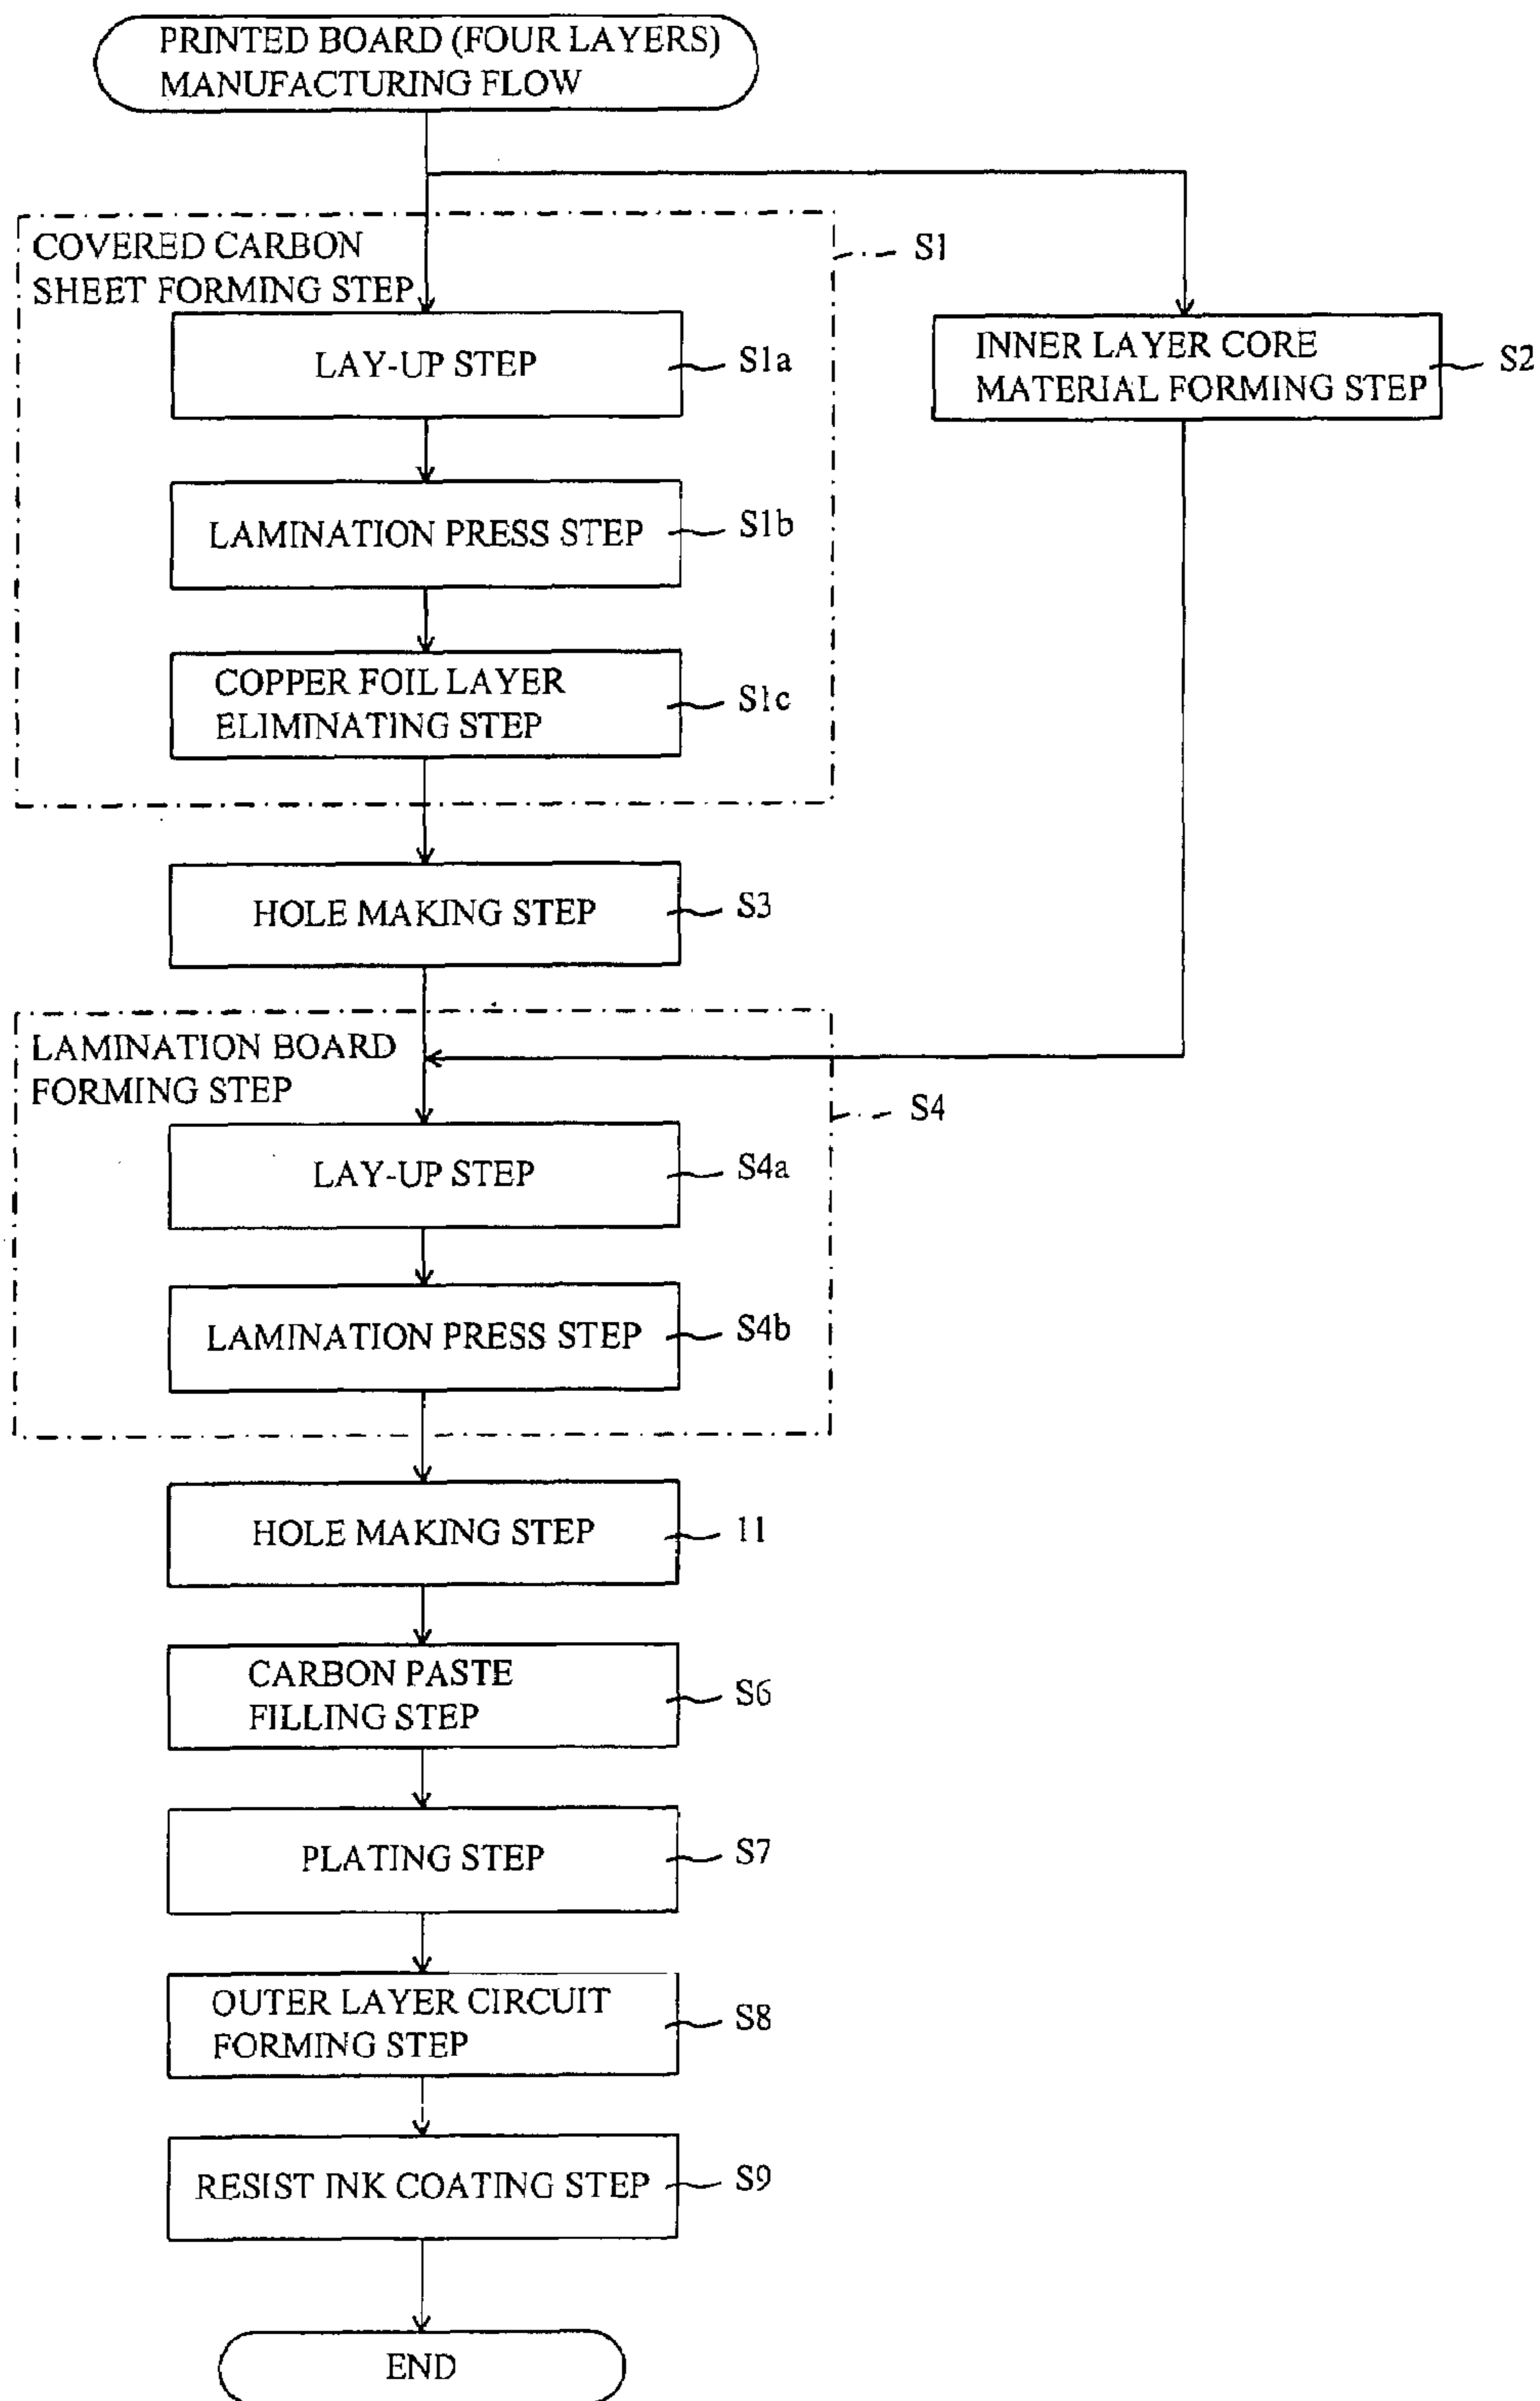 PRINTED BOARD (FOUR LAYERS)
MANUFACTURING FLOW
COVERED CARBON
SHEET FORMING STEP
S1
LAY-UP STEP
S1a
INNER LAYER CORE
MATERIAL FORMING STEP
S2
LAMINATION PRESS STEP
S1b
COPPER FOIL LAYER
ELIMINATING STEP
S1c
HOLE MAKING STEP
S3
LAMINATION BOARD
FORMING STEP
S4
LAY-UP STEP
S4a
LAMINATION PRESS STEP
S4b
HOLE MAKING STEP
11
CARBON PASTE
FILLING STEP
S6
PLATING STEP
S7
OUTER LAYER CIRCUIT
FORMING STEP
S8
RESIST INK COATING STEP
S9
END